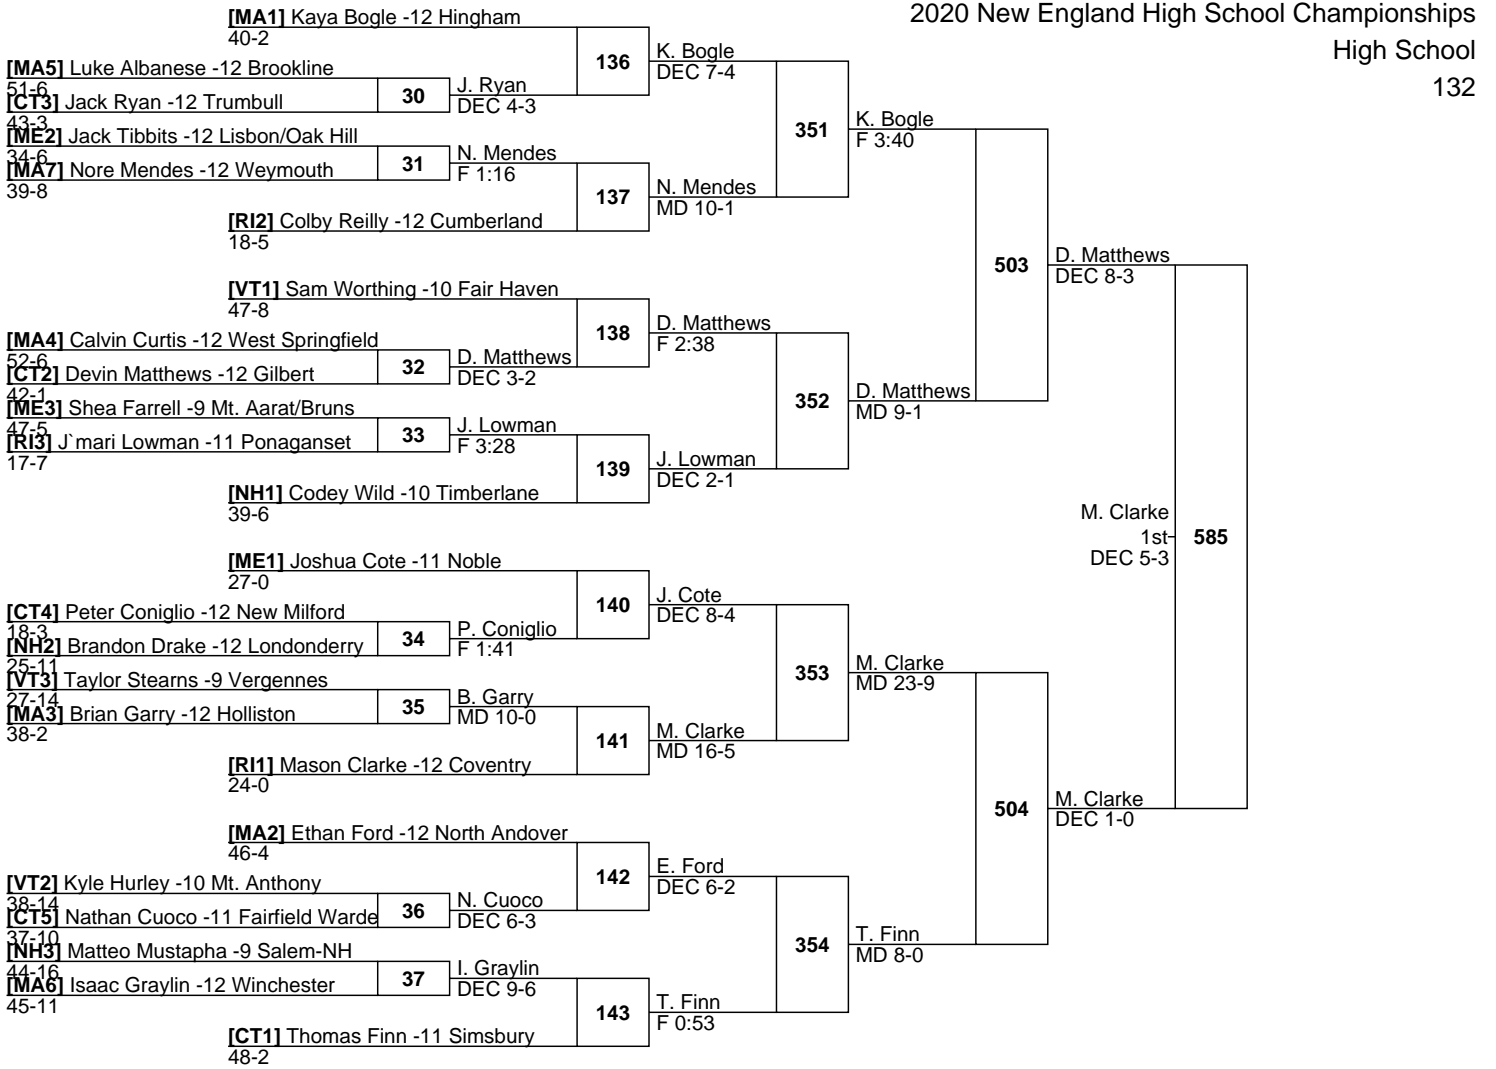 2020 New England High School Championships
High School
132
[MA1] Kaya Bogle -12 Hingham
40-2
[MA5] Luke Albanese -12 Brookline
51-6
[CT3] Jack Ryan -12 Trumbull
43-3
[ME2] Jack Tibbits -12 Lisbon/Oak Hill
34-6
[MA7] Nore Mendes -12 Weymouth
39-8
[RI2] Colby Reilly -12 Cumberland
18-5
[VT1] Sam Worthing -10 Fair Haven
47-8
[MA4] Calvin Curtis -12 West Springfield
52-6
[CT2] Devin Matthews -12 Gilbert
42-1
[ME3] Shea Farrell -9 Mt. Aarat/Bruns
47-5
[RI3] J`mari Lowman -11 Ponaganset
17-7
[NH1] Codey Wild -10 Timberlane
39-6
[ME1] Joshua Cote -11 Noble
27-0
[CT4] Peter Coniglio -12 New Milford
18-3
[NH2] Brandon Drake -12 Londonderry
25-11
[VT3] Taylor Stearns -9 Vergennes
27-14
[MA3] Brian Garry -12 Holliston
38-2
[RI1] Mason Clarke -12 Coventry
24-0
[MA2] Ethan Ford -12 North Andover
46-4
[VT2] Kyle Hurley -10 Mt. Anthony
38-14
[CT5] Nathan Cuoco -11 Fairfield Warde
37-10
[NH3] Matteo Mustapha -9 Salem-NH
44-16
[MA6] Isaac Graylin -12 Winchester
45-11
[CT1] Thomas Finn -11 Simsbury
48-2
30
J. Ryan
DEC 4-3
31
N. Mendes
F 1:16
32
D. Matthews
DEC 3-2
33
J. Lowman
F 3:28
34
P. Coniglio
F 1:41
35
B. Garry
MD 10-0
36
N. Cuoco
DEC 6-3
37
I. Graylin
DEC 9-6
136
K. Bogle
DEC 7-4
137
N. Mendes
MD 10-1
138
D. Matthews
F 2:38
139
J. Lowman
DEC 2-1
140
J. Cote
DEC 8-4
141
M. Clarke
MD 16-5
142
E. Ford
DEC 6-2
143
T. Finn
F 0:53
351
K. Bogle
F 3:40
352
D. Matthews
MD 9-1
353
M. Clarke
MD 23-9
354
T. Finn
MD 8-0
503
D. Matthews
DEC 8-3
504
M. Clarke
DEC 1-0
M. Clarke
1st
DEC 5-3
585